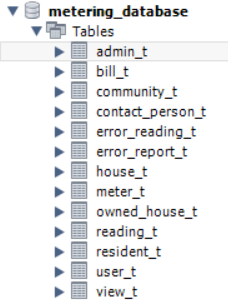 metering_database
Tables
admin_t
bill_t
community_t
contact_person_t
error_reading_t
error_report_t
house_t
meter_t
owned_house_t
reading_t
resident_t
user_t
view_t